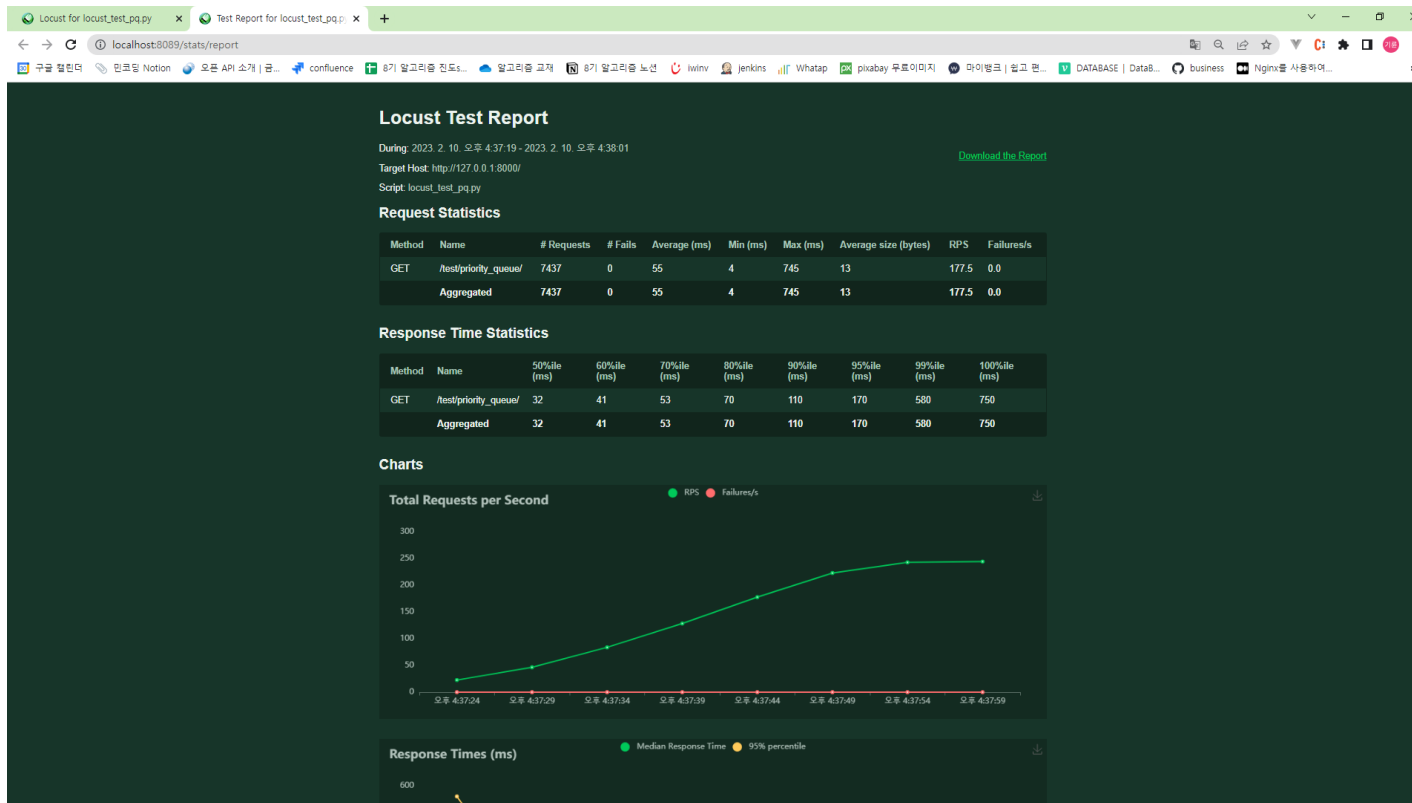 Locust for locust_test_pq.py
Test Report for locust_test_pq.p
localhost:8089/stats/report
구글 캘린더 민코딩 Notion 오픈 API 소개 | 공... confluence 8기 알고리즘 진도s... 알고리즘 교재 8기 알고리즘 노션 iwinv jenkins Whatap pixabay 무료이미지 마이뱅크 | 쉽고 편... DATABASE | DataB... business Nginx를 사용하여...
Locust Test Report
During: 2023. 2. 10. 오후 4:37:19 - 2023. 2. 10. 오후 4:38:01
Download the Report
Target Host: http://127.0.0.1:8000/
Script: locust_test_pq.py
Request Statistics
Method Name # Requests # Fails Average (ms) Min (ms) Max (ms) Average size (bytes) RPS Failures/s
GET /test/priority_queue/ 7437 0 55 4 745 13 177.5 0.0
Aggregated 7437 0 55 4 745 13 177.5 0.0
Response Time Statistics
Method Name 50%ile (ms) 60%ile (ms) 70%ile (ms) 80%ile (ms) 90%ile (ms) 95%ile (ms) 99%ile (ms) 100%ile (ms)
GET /test/priority_queue/ 32 41 53 70 110 170 580 750
Aggregated 32 41 53 70 110 170 580 750
Charts
Total Requests per Second
RPS Failures/s
300
250
200
150
100
50
0
오후 4:37:24 오후 4:37:29 오후 4:37:34 오후 4:37:39 오후 4:37:44 오후 4:37:49 오후 4:37:54 오후 4:37:59
Response Times (ms)
Median Response Time 95% percentile
600